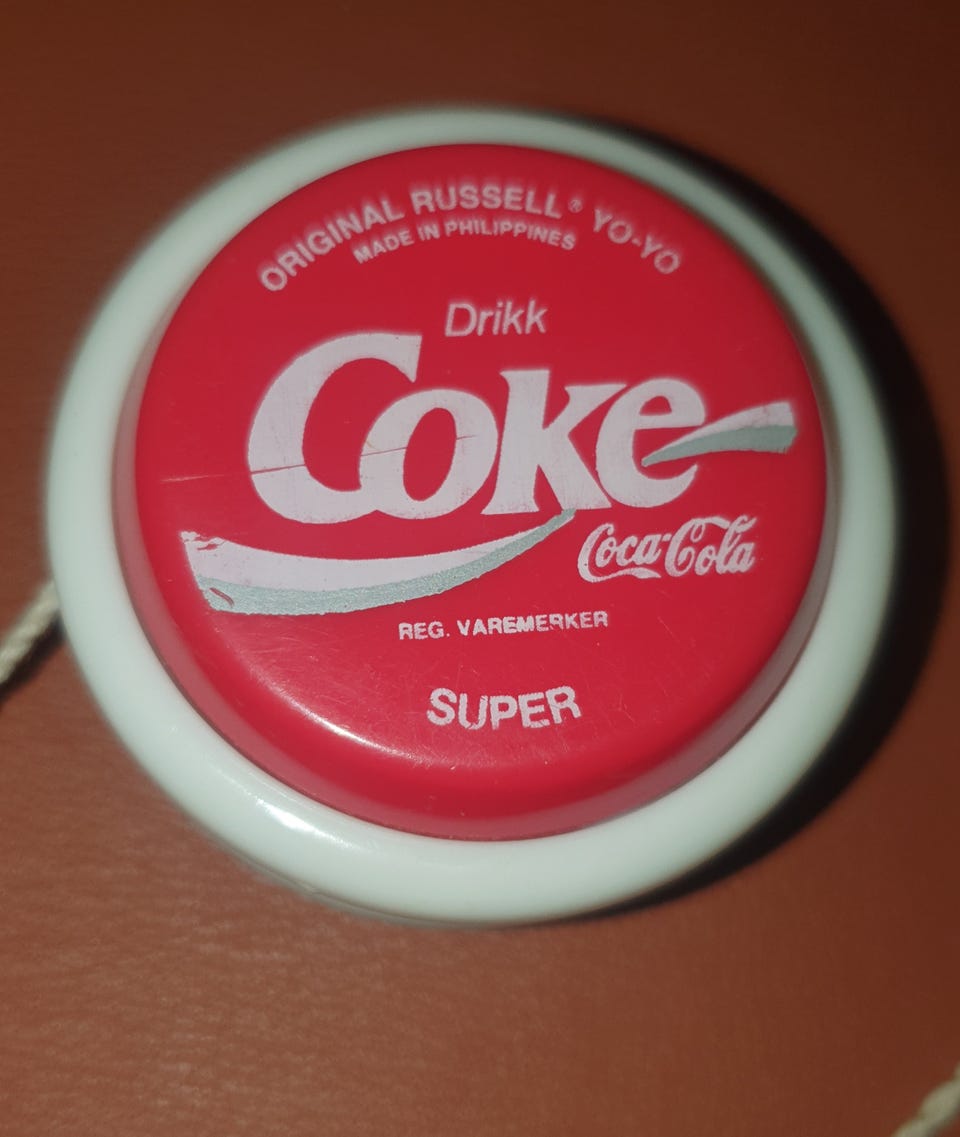 ORIGINAL RUSSELL® YO-YO
MADE IN PHILIPPINES
Drikk
Coke
Coca-Cola
REG. VAREMERKER
SUPER